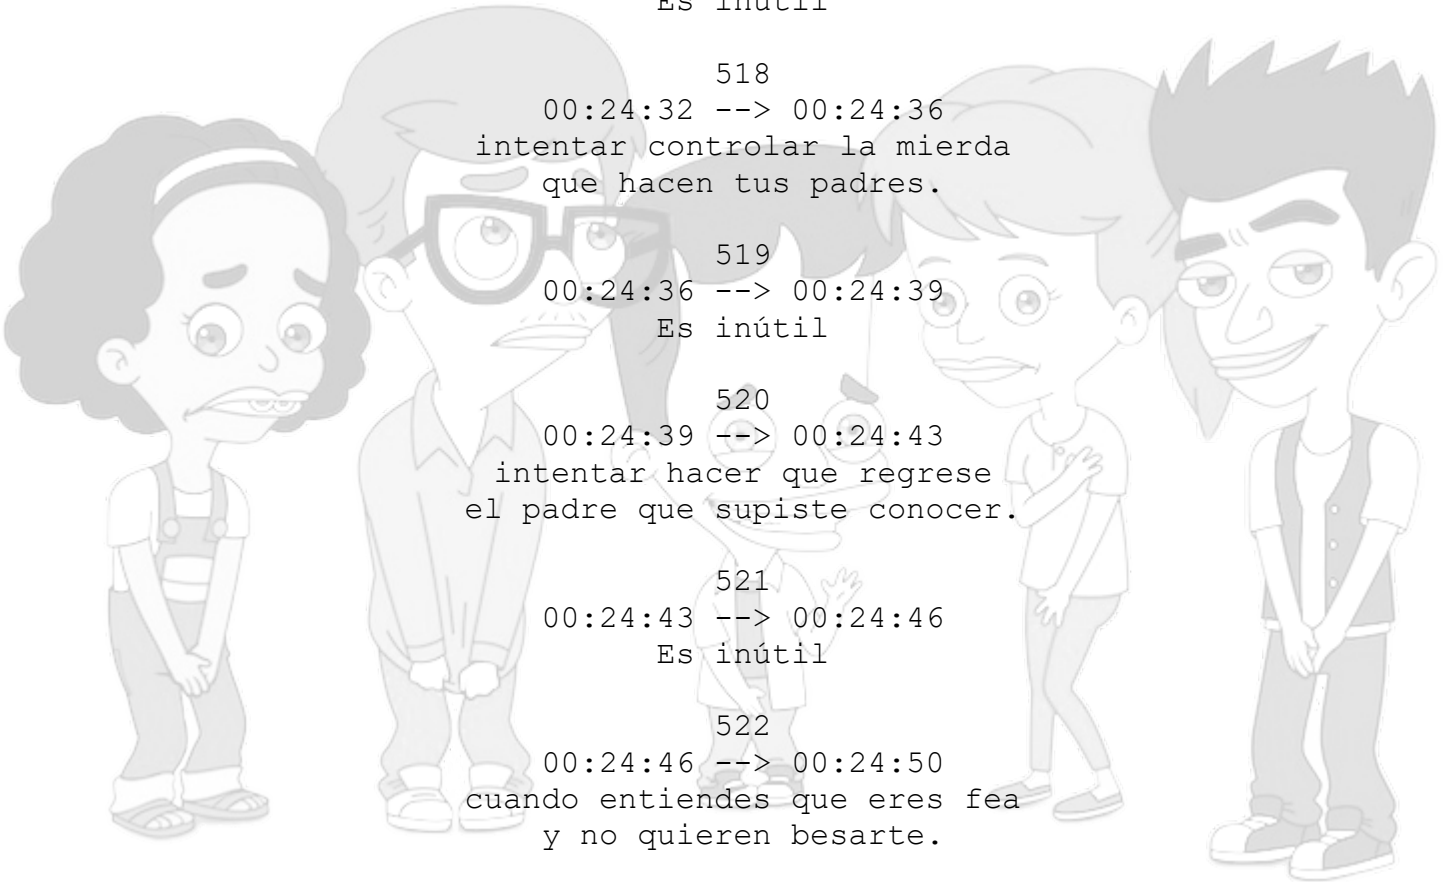 Es inútil
518
00:24:32 --> 00:24:36
intentar controlar la mierda
que hacen tus padres.
519
00:24:36 --> 00:24:39
Es inútil
520
00:24:39 --> 00:24:43
intentar hacer que regrese
el padre que supiste conocer.
521
00:24:43 --> 00:24:46
Es inútil
522
00:24:46 --> 00:24:50
cuando entiendes que eres fea
y no quieren besarte.